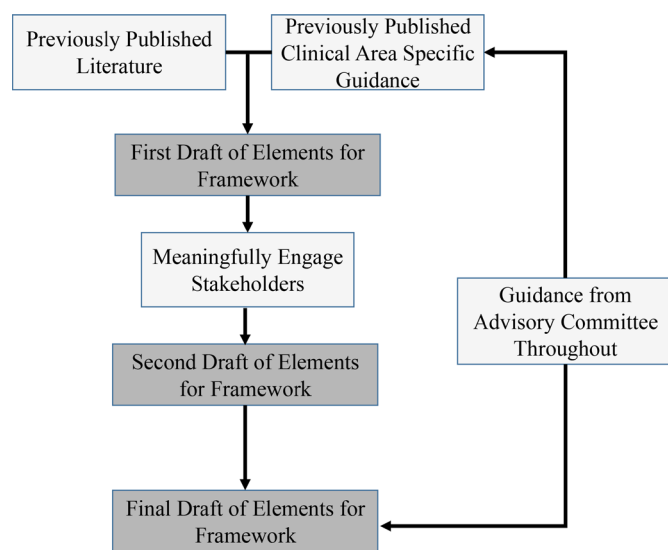 Previously Published
Literature
Previously Published
Clinical Area Specific
Guidance
First Draft of Elements for
Framework
Meaningfully Engage
Stakeholders
Guidance from
Advisory Committee
Throughout
Second Draft of Elements
for Framework
Final Draft of Elements for
Framework